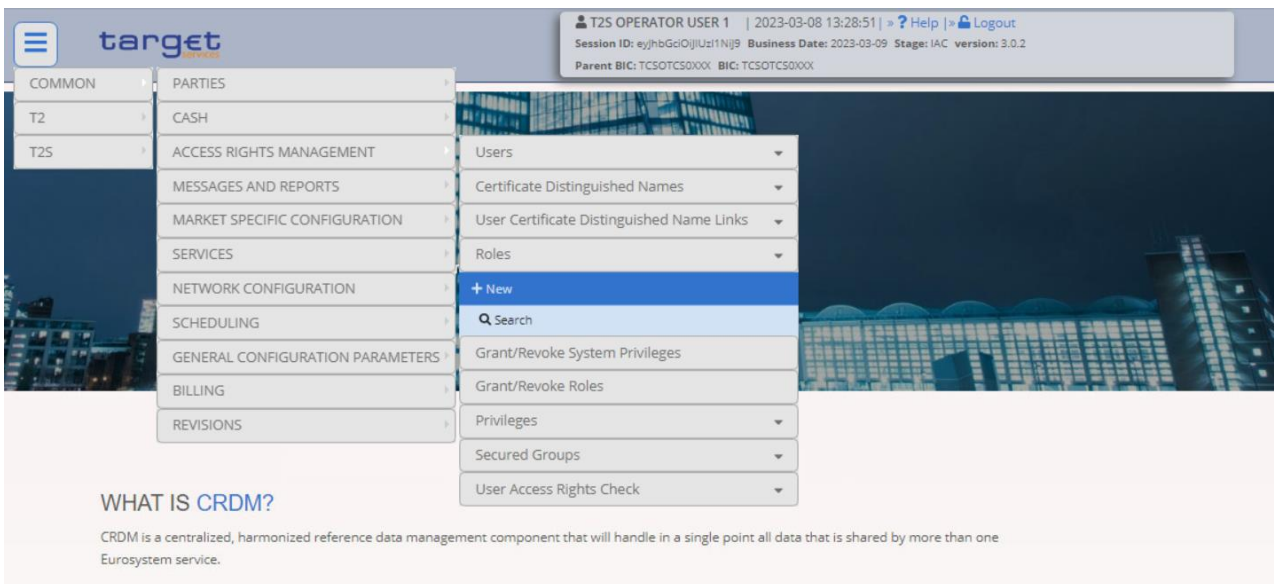 T2S OPERATOR USER 1 | 2023-03-08 13:28:51 | » ? Help | » Logout
target
services
Session ID: eyJhbGciOiJIUzI1NiJ9 Business Date: 2023-03-09 Stage: IAC version: 3.0.2
Parent BIC: TCSOTCS0XXX BIC: TCSOTCS0XXX
COMMON
T2
T2S
PARTIES
CASH
ACCESS RIGHTS MANAGEMENT
MESSAGES AND REPORTS
MARKET SPECIFIC CONFIGURATION
SERVICES
NETWORK CONFIGURATION
SCHEDULING
GENERAL CONFIGURATION PARAMETERS
BILLING
REVISIONS
Users
Certificate Distinguished Names
User Certificate Distinguished Name Links
Roles
+ New
Search
Grant/Revoke System Privileges
Grant/Revoke Roles
Privileges
Secured Groups
User Access Rights Check
WHAT IS CRDM?
CRDM is a centralized, harmonized reference data management component that will handle in a single point all data that is shared by more than one
Eurosystem service.